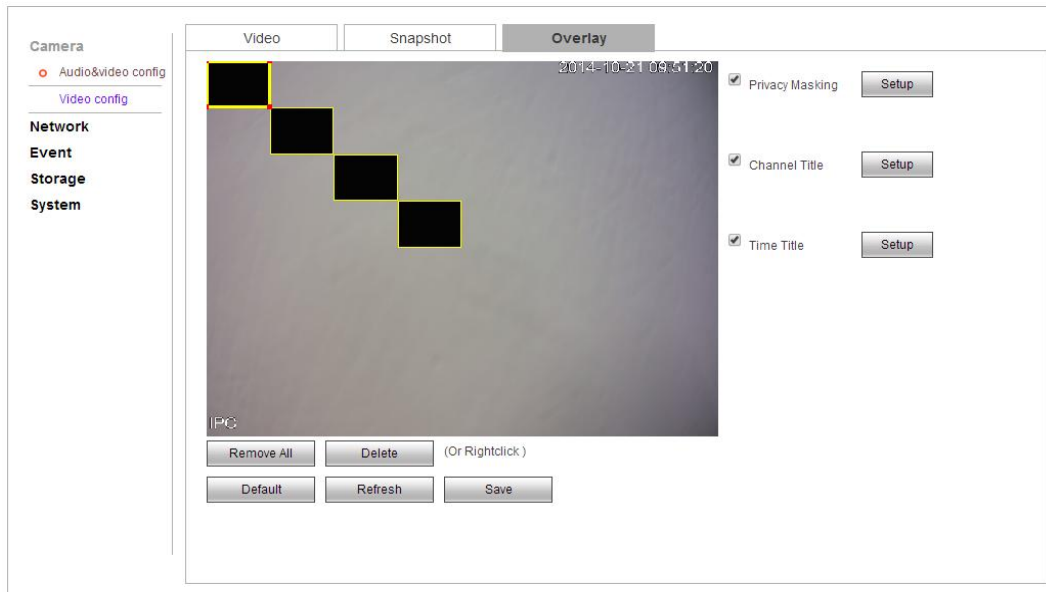 Camera
Audio&video config
Video config
Network
Event
Storage
System
Video
Snapshot
Overlay
2014-10-21 09:51:20
IPC
Privacy Masking
Setup
Channel Title
Setup
Time Title
Setup
Remove All
Delete
(Or Rightclick )
Default
Refresh
Save